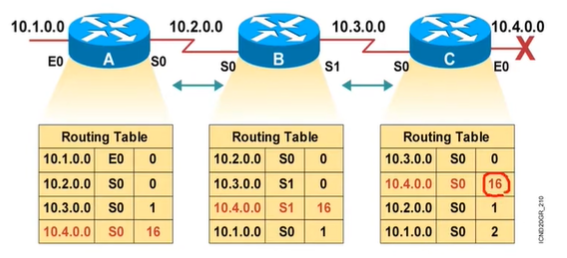 10.1.0.0 10.2.0.0 10.3.0.0 10.4.0.0
E0 A S0 S0 B S1 S0 C E0
X
Routing Table
10.1.0.0 E0 0
10.2.0.0 S0 0
10.3.0.0 S0 1
10.4.0.0 S0 16
Routing Table
10.2.0.0 S0 0
10.3.0.0 S1 0
10.4.0.0 S1 16
10.1.0.0 S0 1
Routing Table
10.3.0.0 S0 0
10.4.0.0 S0 16
10.2.0.0 S0 1
10.1.0.0 S0 2
ICND20GR_210